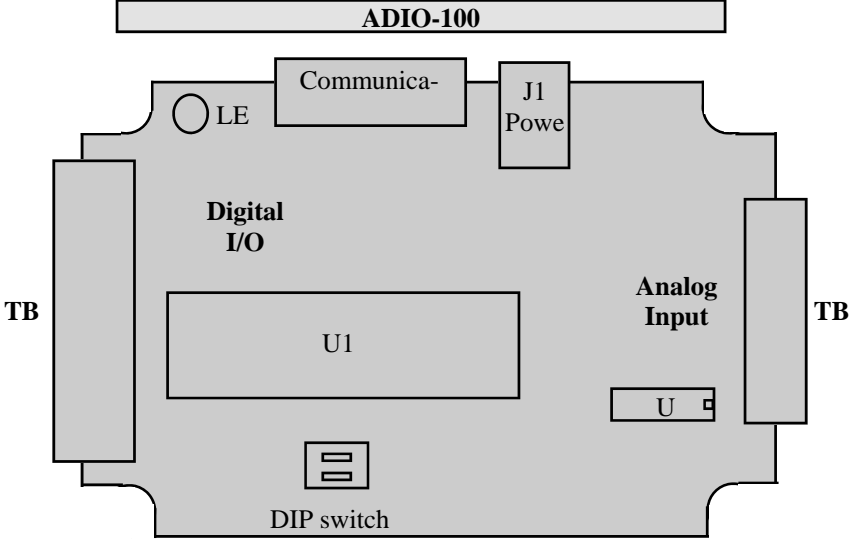 ADIO-100
Communica-
J1
Powe
LE
Digital
I/O
Analog
Input
TB
TB
U1
U
DIP switch